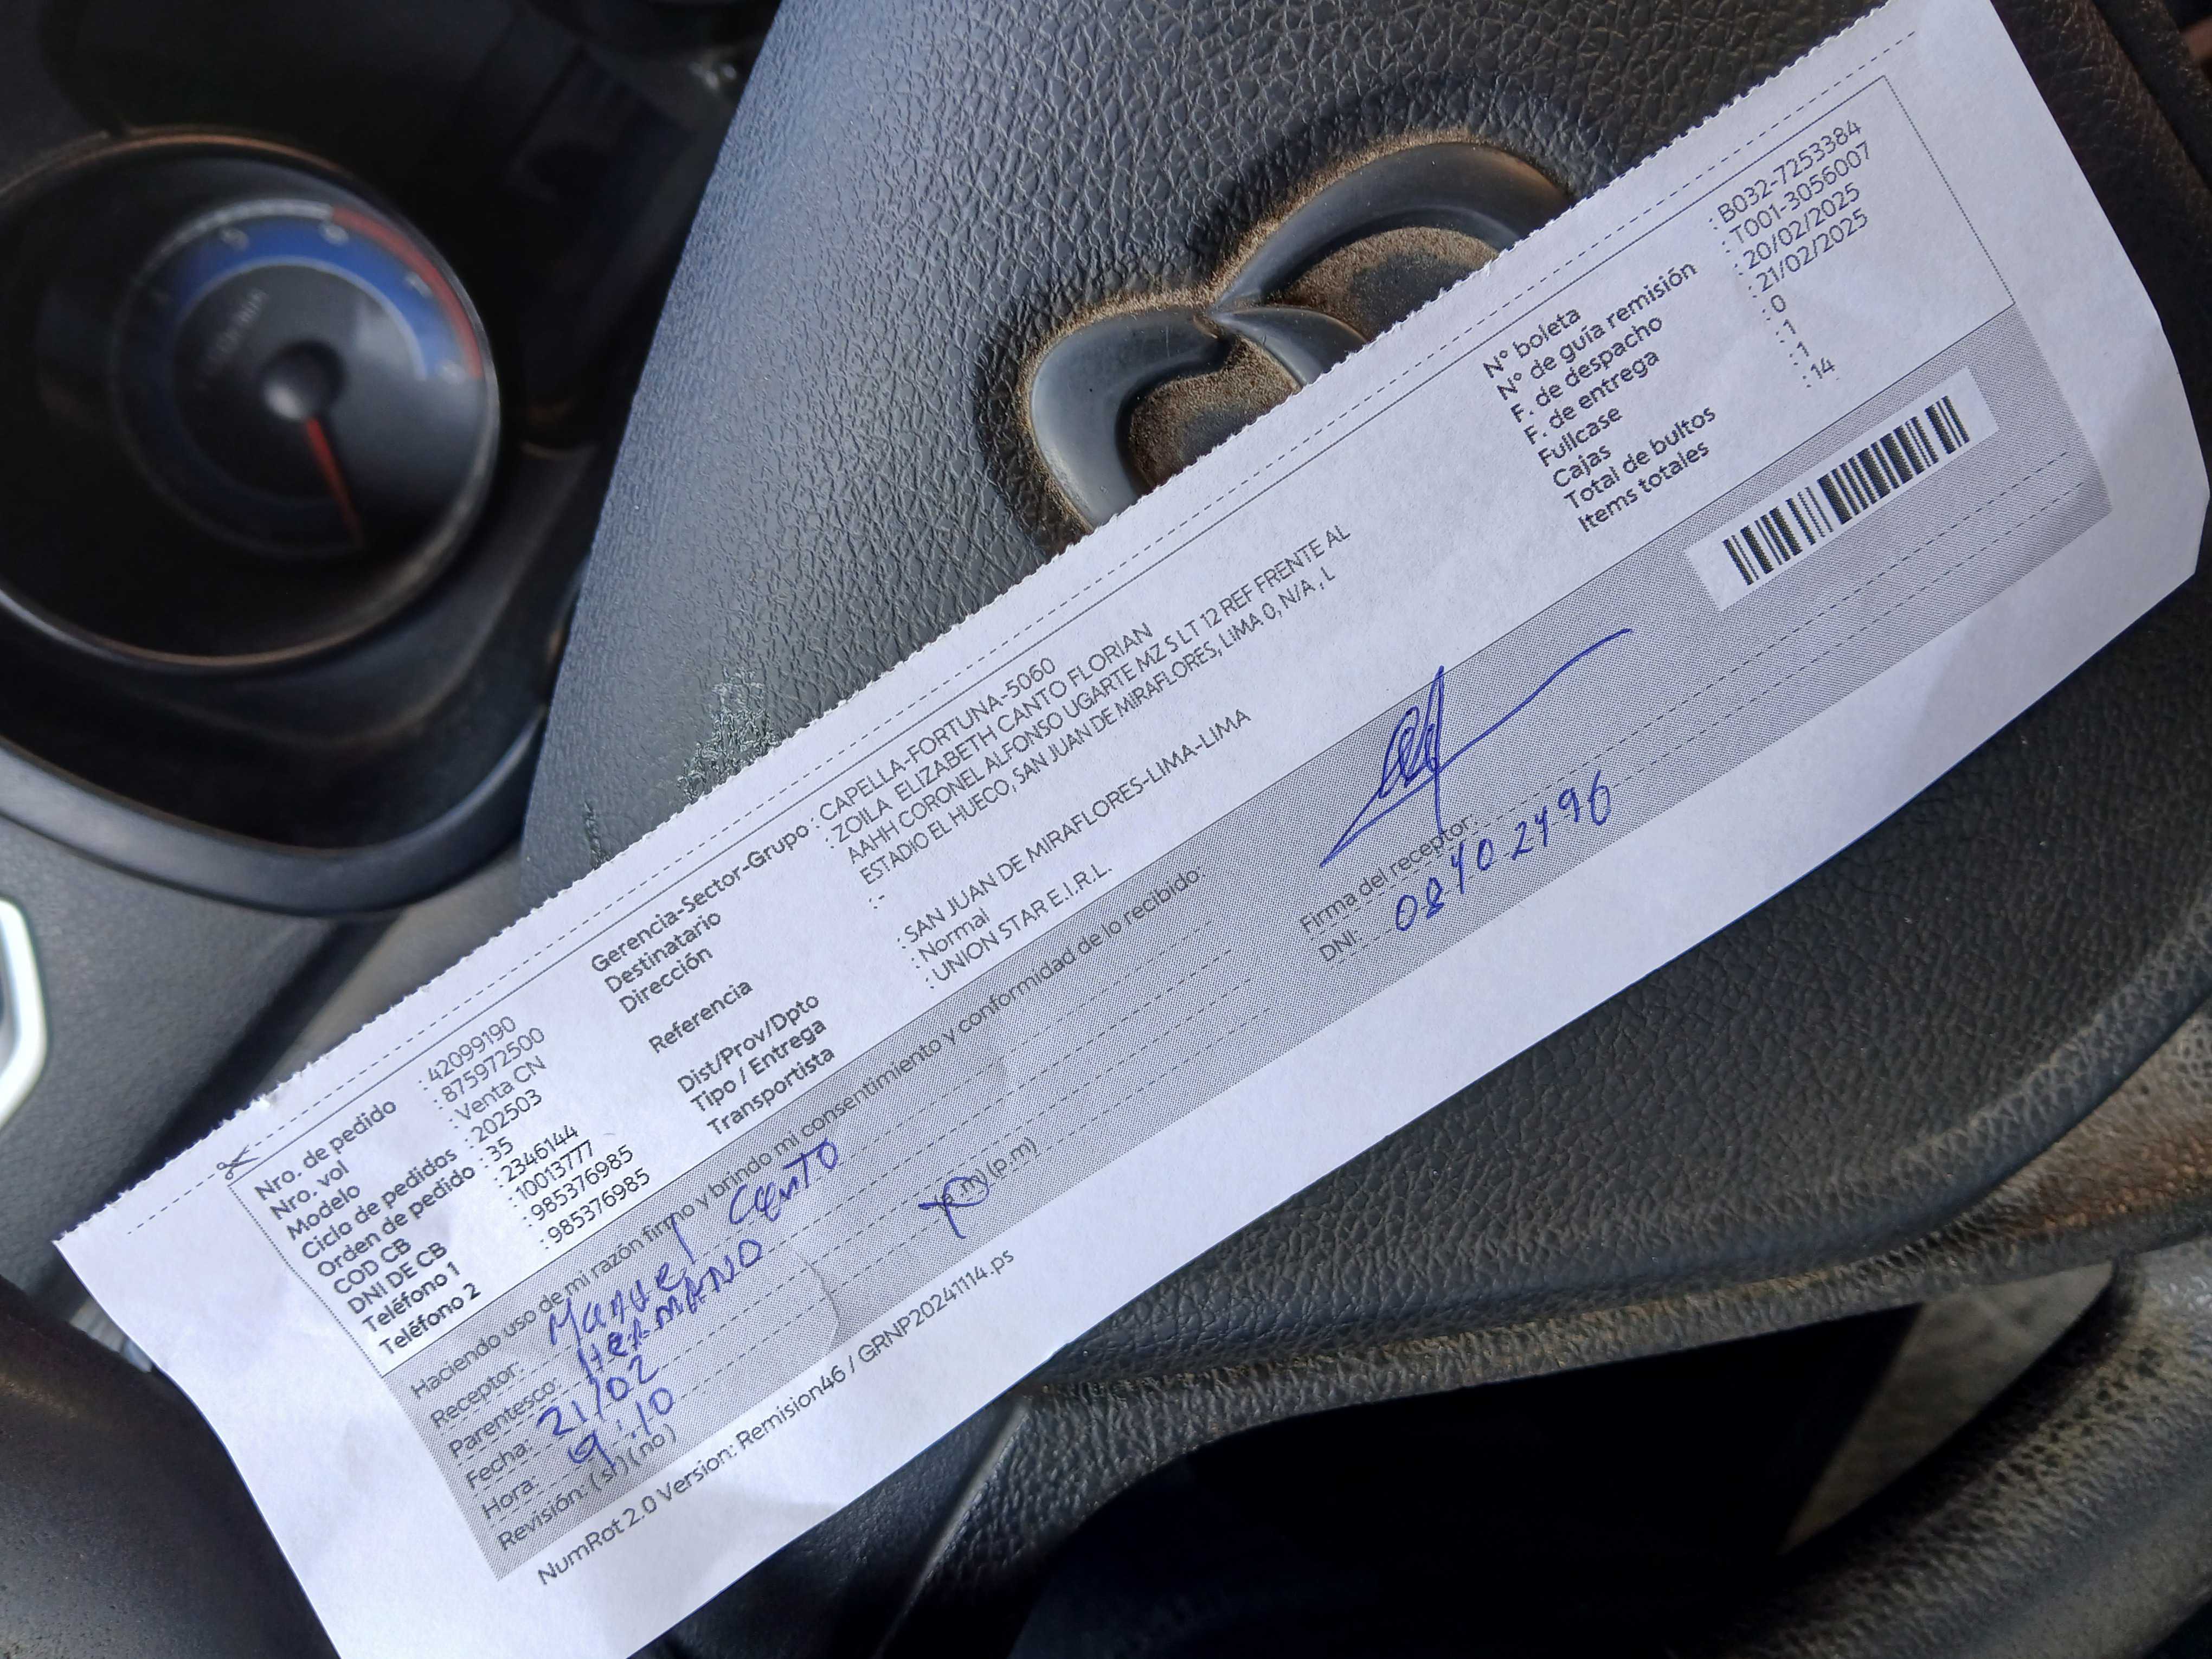 Nro. de pedido : 42099190
Nro. vol : 875972500
Modelo : Venta CN
Ciclo de pedidos : 202503
Orden de pedido : 35
COD CB : 2346144
DNI DE CB : 10013777
Teléfono 1 : 985376985
Teléfono 2 : 985376985
Gerencia-Sector-Grupo : CAPELLA-FORTUNA-5060
Destinatario : ZOILA ELIZABETH CANTO FLORIAN
Dirección AAHH CORONEL ALFONSO UGARTE MZ S LT 12 REF FRENTE AL
ESTADIO EL HUECO, SAN JUAN DE MIRAFLORES, LIMA 0, N/A , L
Referencia : -
Dist/Prov/Dpto : SAN JUAN DE MIRAFLORES-LIMA-LIMA
Tipo / Entrega : Normal
Transportista : UNION STAR E.I.R.L.
N° boleta : B032-7253384
N° de guía remisión : T001-3056007
F. de despacho : 20/02/2025
F. de entrega : 21/02/2025
Fullcase : 0
Cajas : 1
Total de bultos : 1
Items totales : 14
Haciendo uso de mi razón firmo y brindo mi consentimiento y conformidad de lo recibido:
Receptor: Manuel Canto
Parentesco: HERMANO
Fecha: 21/02
Hora: 9:10 (a m) (p.m)
Revisión: (si) (no)
Firma del receptor:
DNI: 08402496
NumRot 2.0 Version: Remision46 / GRNP20241114.ps